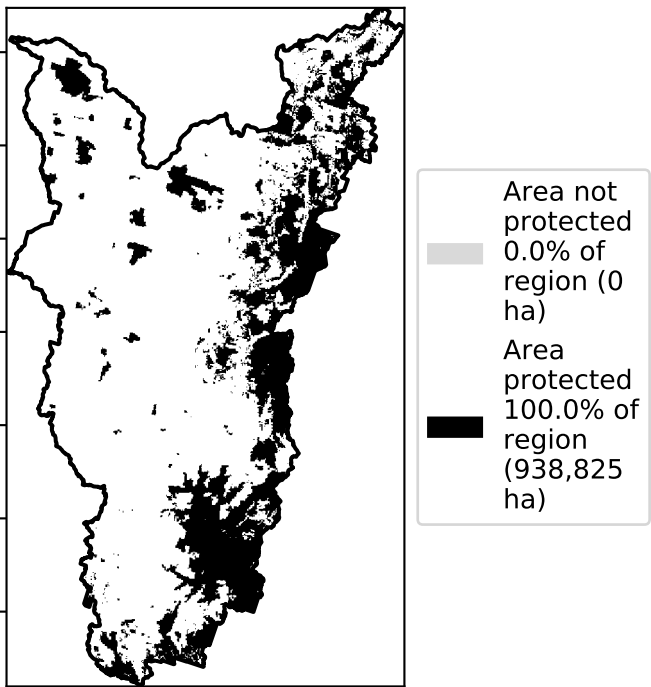 Area not
protected
0.0% of
region (0
ha)
Area
protected
100.0% of
region
(938,825
ha)